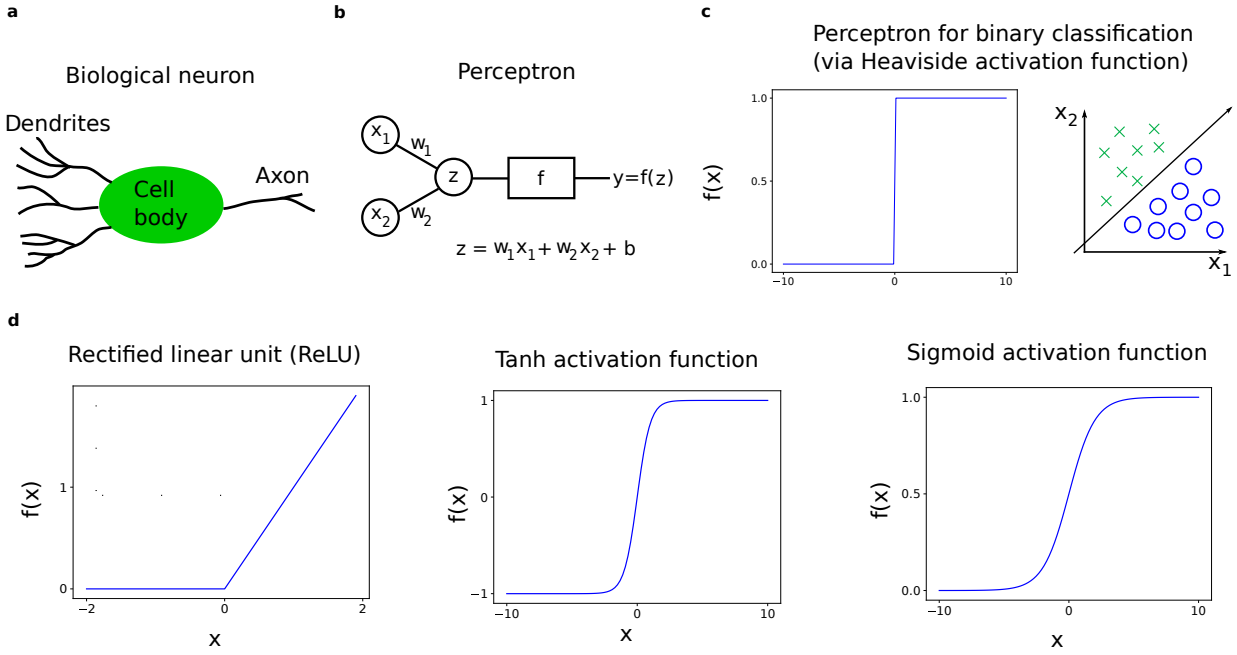 a
Biological neuron
Dendrites
Cell
body
Axon
b
Perceptron
x1
w1
z
f
y=f(z)
x2
w2
z = w1x1+ w2x2+ b
c
Perceptron for binary classification
(via Heaviside activation function)
1.0
f(x)
0.5
0.0
−10
0
10
x2
x1
d
Rectified linear unit (ReLU)
f(x)
1
0
−2
0
2
x
Tanh activation function
1
f(x)
0
−1
−10
0
10
x
Sigmoid activation function
1.0
f(x)
0.5
0.0
−10
0
10
x